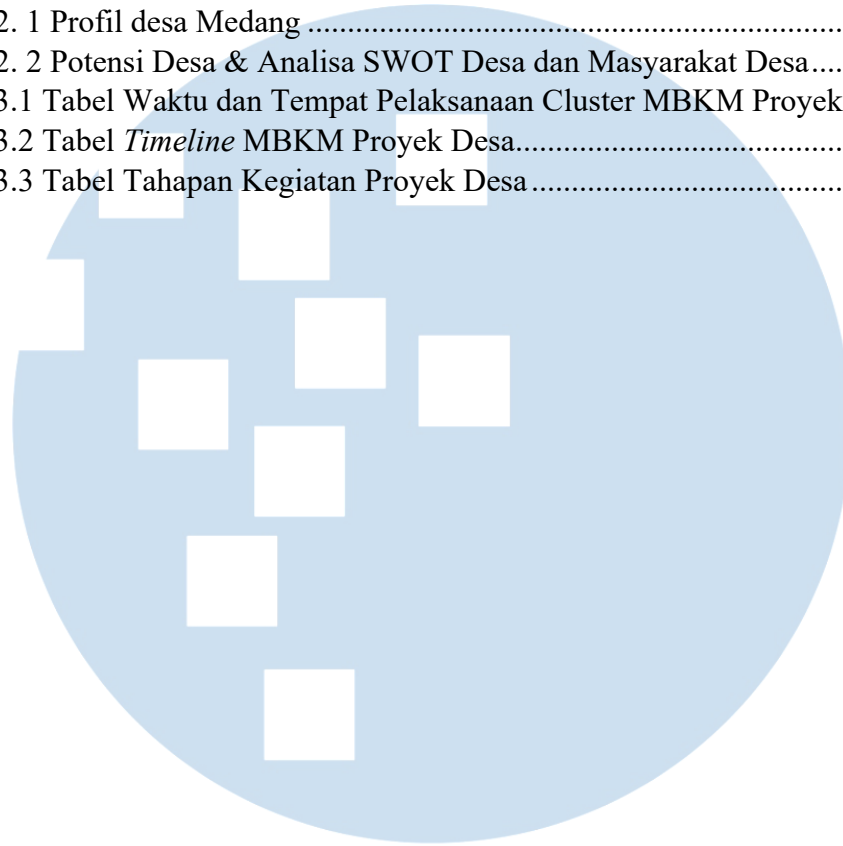 2. 1 Profil desa Medang ....................................................................
2. 2 Potensi Desa & Analisa SWOT Desa dan Masyarakat Desa....
3.1 Tabel Waktu dan Tempat Pelaksanaan Cluster MBKM Proyek
3.2 Tabel Timeline MBKM Proyek Desa.........................................
3.3 Tabel Tahapan Kegiatan Proyek Desa.......................................